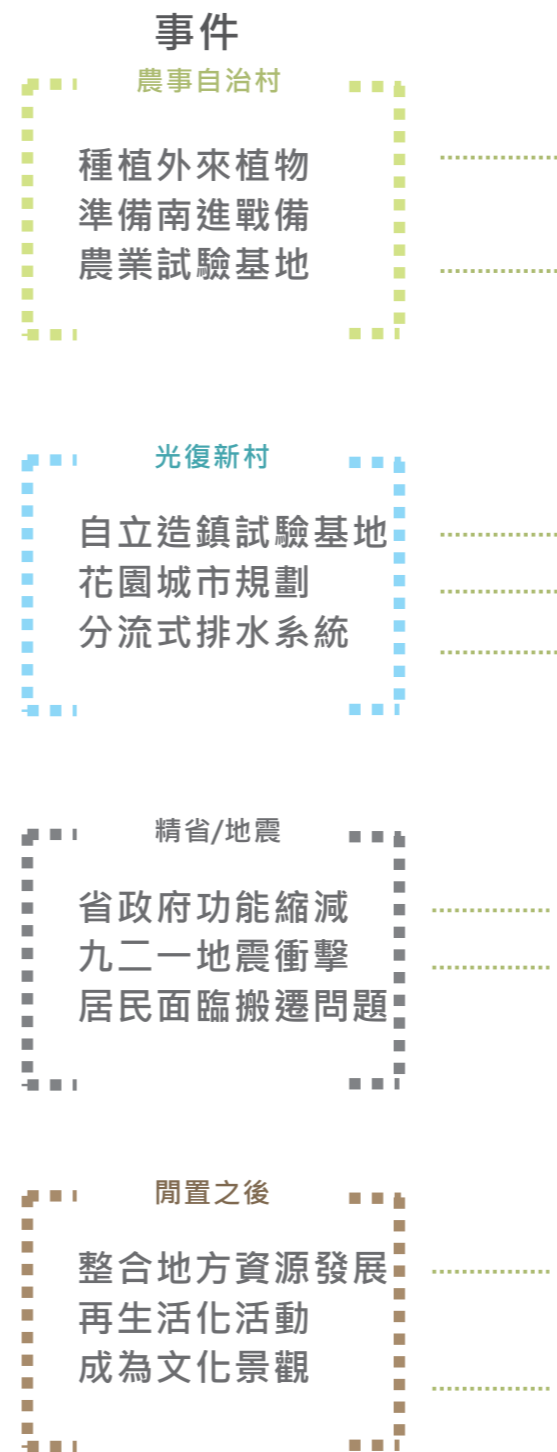 事件
農事自治村
種植外來植物
準備南進戰備
農業試驗基地
光復新村
自立造鎮試驗基地
花園城市規劃
分流式排水系統
精省/地震
省政府功能縮減
九二一地震衝擊
居民面臨搬遷問題
閒置之後
整合地方資源發展
再生活化活動
成為文化景觀